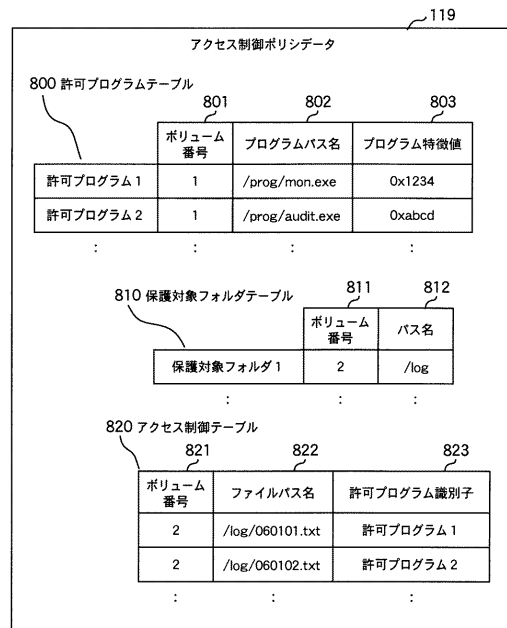 119
アクセス制御ポリシデータ
800 許可プログラムテーブル
801 802 803
ボリューム番号 プログラムパス名 プログラム特徴値
許可プログラム1 1 /prog/mon.exe 0x1234
許可プログラム2 1 /prog/audit.exe 0xabcd
: : : :
810 保護対象フォルダテーブル
811 812
ボリューム番号 パス名
保護対象フォルダ1 2 /log
: : :
820 アクセス制御テーブル
821 822 823
ボリューム番号 ファイルパス名 許可プログラム識別子
2 /log/060101.txt 許可プログラム1
2 /log/060102.txt 許可プログラム2
: : :